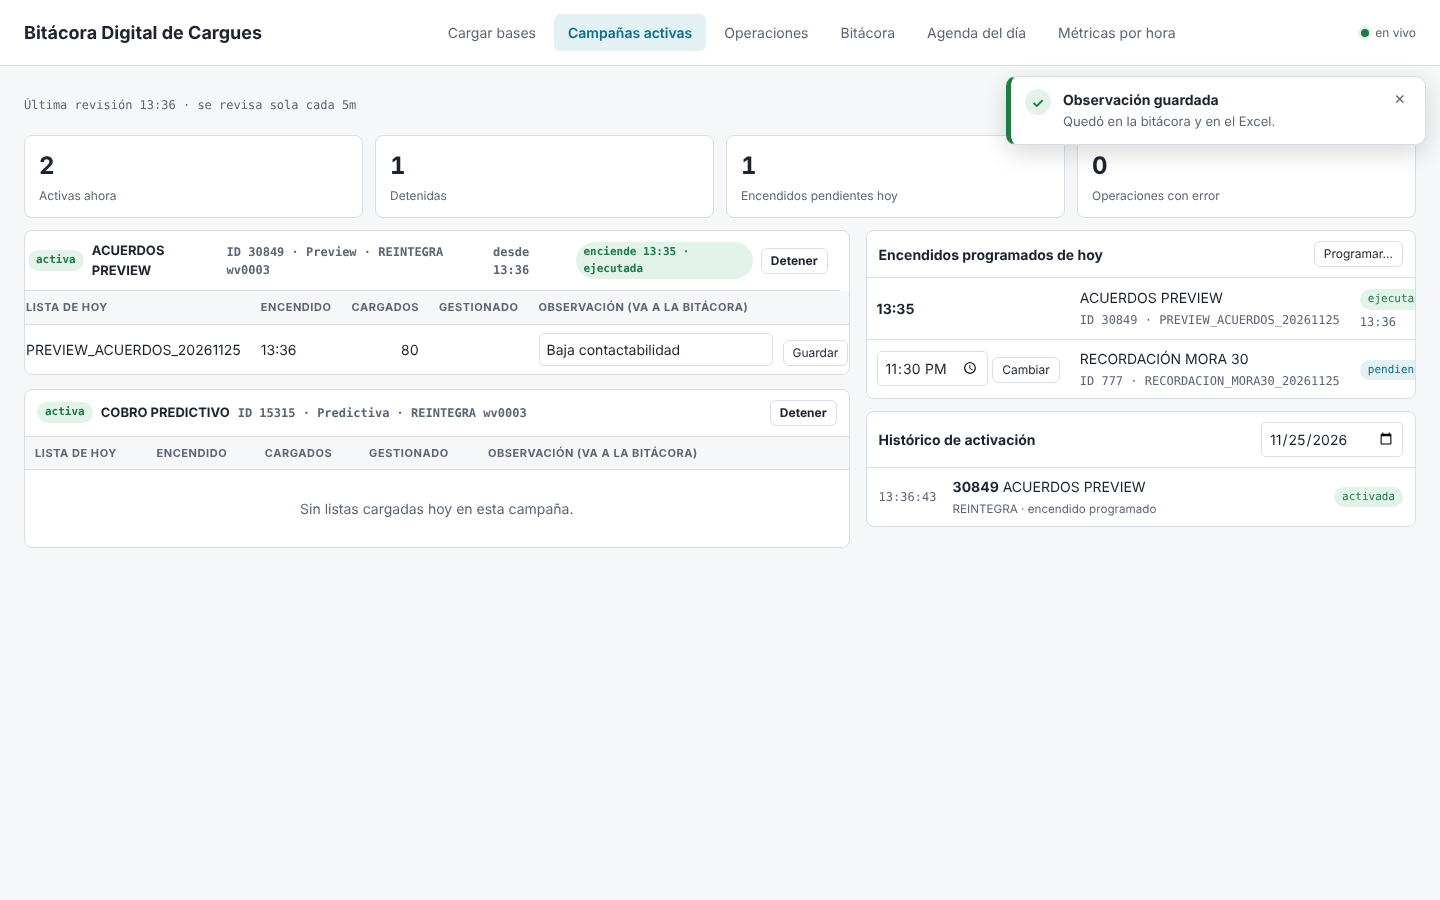 Bitácora Digital de Cargues
Cargar bases
Campañas activas
Operaciones
Bitácora
Agenda del día
Métricas por hora
en vivo
Última revisión 13:36 · se revisa sola cada 5m
Observación guardada
Quedó en la bitácora y en el Excel.
2
Activas ahora
1
Detenidas
1
Encendidos pendientes hoy
0
Operaciones con error
activa
ACUERDOS
PREVIEW
ID 30849 · Preview · REINTEGRA
wv0003
desde
13:36
enciende 13:35 ·
ejecutada
Detener
LISTA DE HOY ENCENDIDO CARGADOS GESTIONADO OBSERVACIÓN (VA A LA BITÁCORA)
PREVIEW_ACUERDOS_20261125 13:36 80 Baja contactabilidad Guardar
activa COBRO PREDICTIVO ID 15315 · Predictiva · REINTEGRA wv0003 Detener
LISTA DE HOY ENCENDIDO CARGADOS GESTIONADO OBSERVACIÓN (VA A LA BITÁCORA)
Sin listas cargadas hoy en esta campaña.
Encendidos programados de hoy Programar...
13:35
ACUERDOS PREVIEW
ID 30849 · PREVIEW_ACUERDOS_20261125
ejecuta
13:36
11:30 PM Cambiar
RECORDACIÓN MORA 30
ID 777 · RECORDACION_MORA30_20261125
pendien
Histórico de activación 11/25/2026
13:36:43
30849 ACUERDOS PREVIEW
REINTEGRA · encendido programado
activada